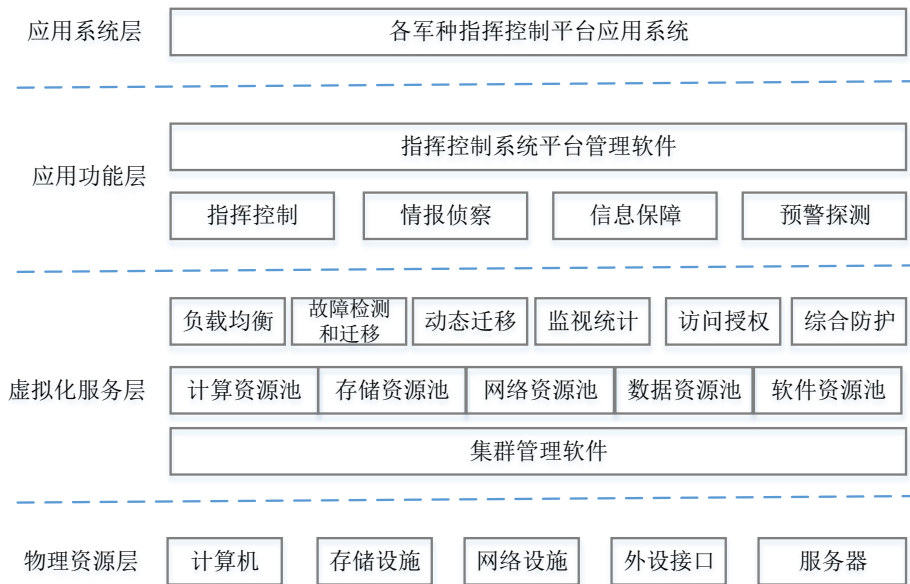 应用系统层
各军种指挥控制平台应用系统
应用功能层
指挥控制系统平台管理软件
指挥控制
情报侦察
信息保障
预警探测
虚拟化服务层
负载均衡
故障检测
和迁移
动态迁移
监视统计
访问授权
综合防护
计算资源池
存储资源池
网络资源池
数据资源池
软件资源池
集群管理软件
物理资源层
计算机
存储设施
网络设施
外设接口
服务器